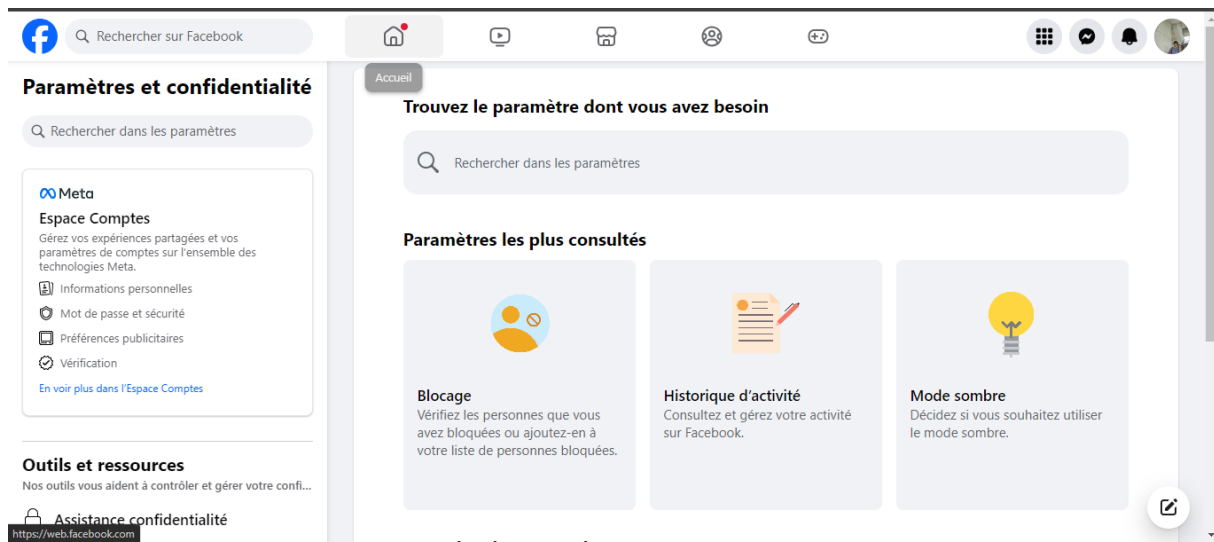 Rechercher sur Facebook
Accueil
Paramètres et confidentialité
Rechercher dans les paramètres
Meta
Espace Comptes
Gérez vos expériences partagées et vos
paramètres de comptes sur l'ensemble des
technologies Meta.
Informations personnelles
Mot de passe et sécurité
Préférences publicitaires
Vérification
En voir plus dans l'Espace Comptes
Outils et ressources
Nos outils vous aident à contrôler et gérer votre confi...
Assistance confidentialité
https://web.facebook.com
Trouvez le paramètre dont vous avez besoin
Rechercher dans les paramètres
Paramètres les plus consultés
Blocage
Vérifiez les personnes que vous
avez bloquées ou ajoutez-en à
votre liste de personnes bloquées.
Historique d'activité
Consultez et gérez votre activité
sur Facebook.
Mode sombre
Décidez si vous souhaitez utiliser
le mode sombre.